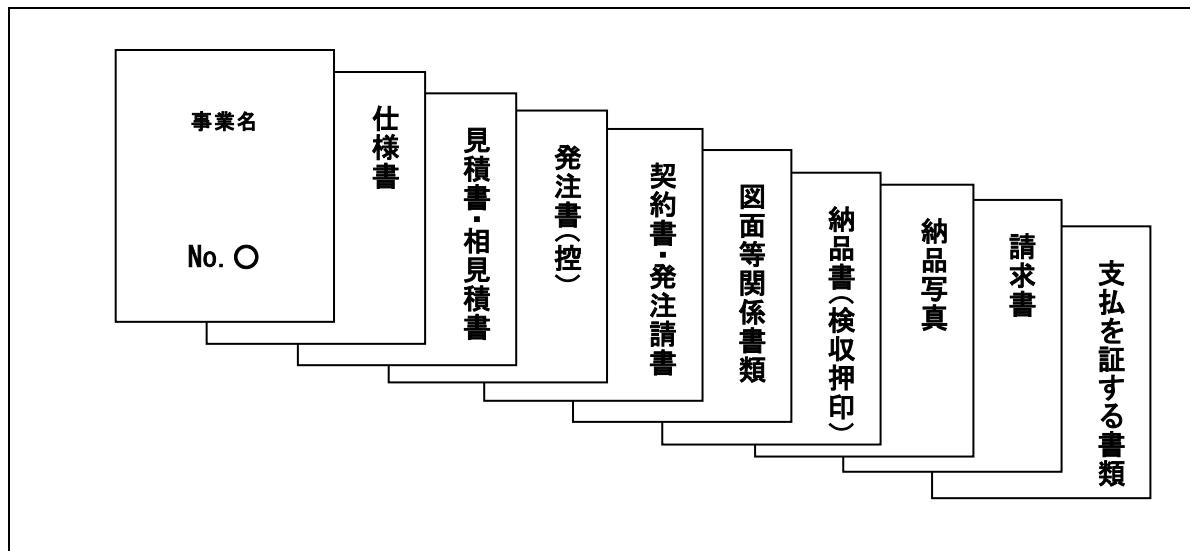 事業名
No. ○
仕様書
見積書・相見積書
発注書(控)
契約書・発注請書
図面等関係書類
納品書(検収押印)
納品写真
請求書
支払を証する書類